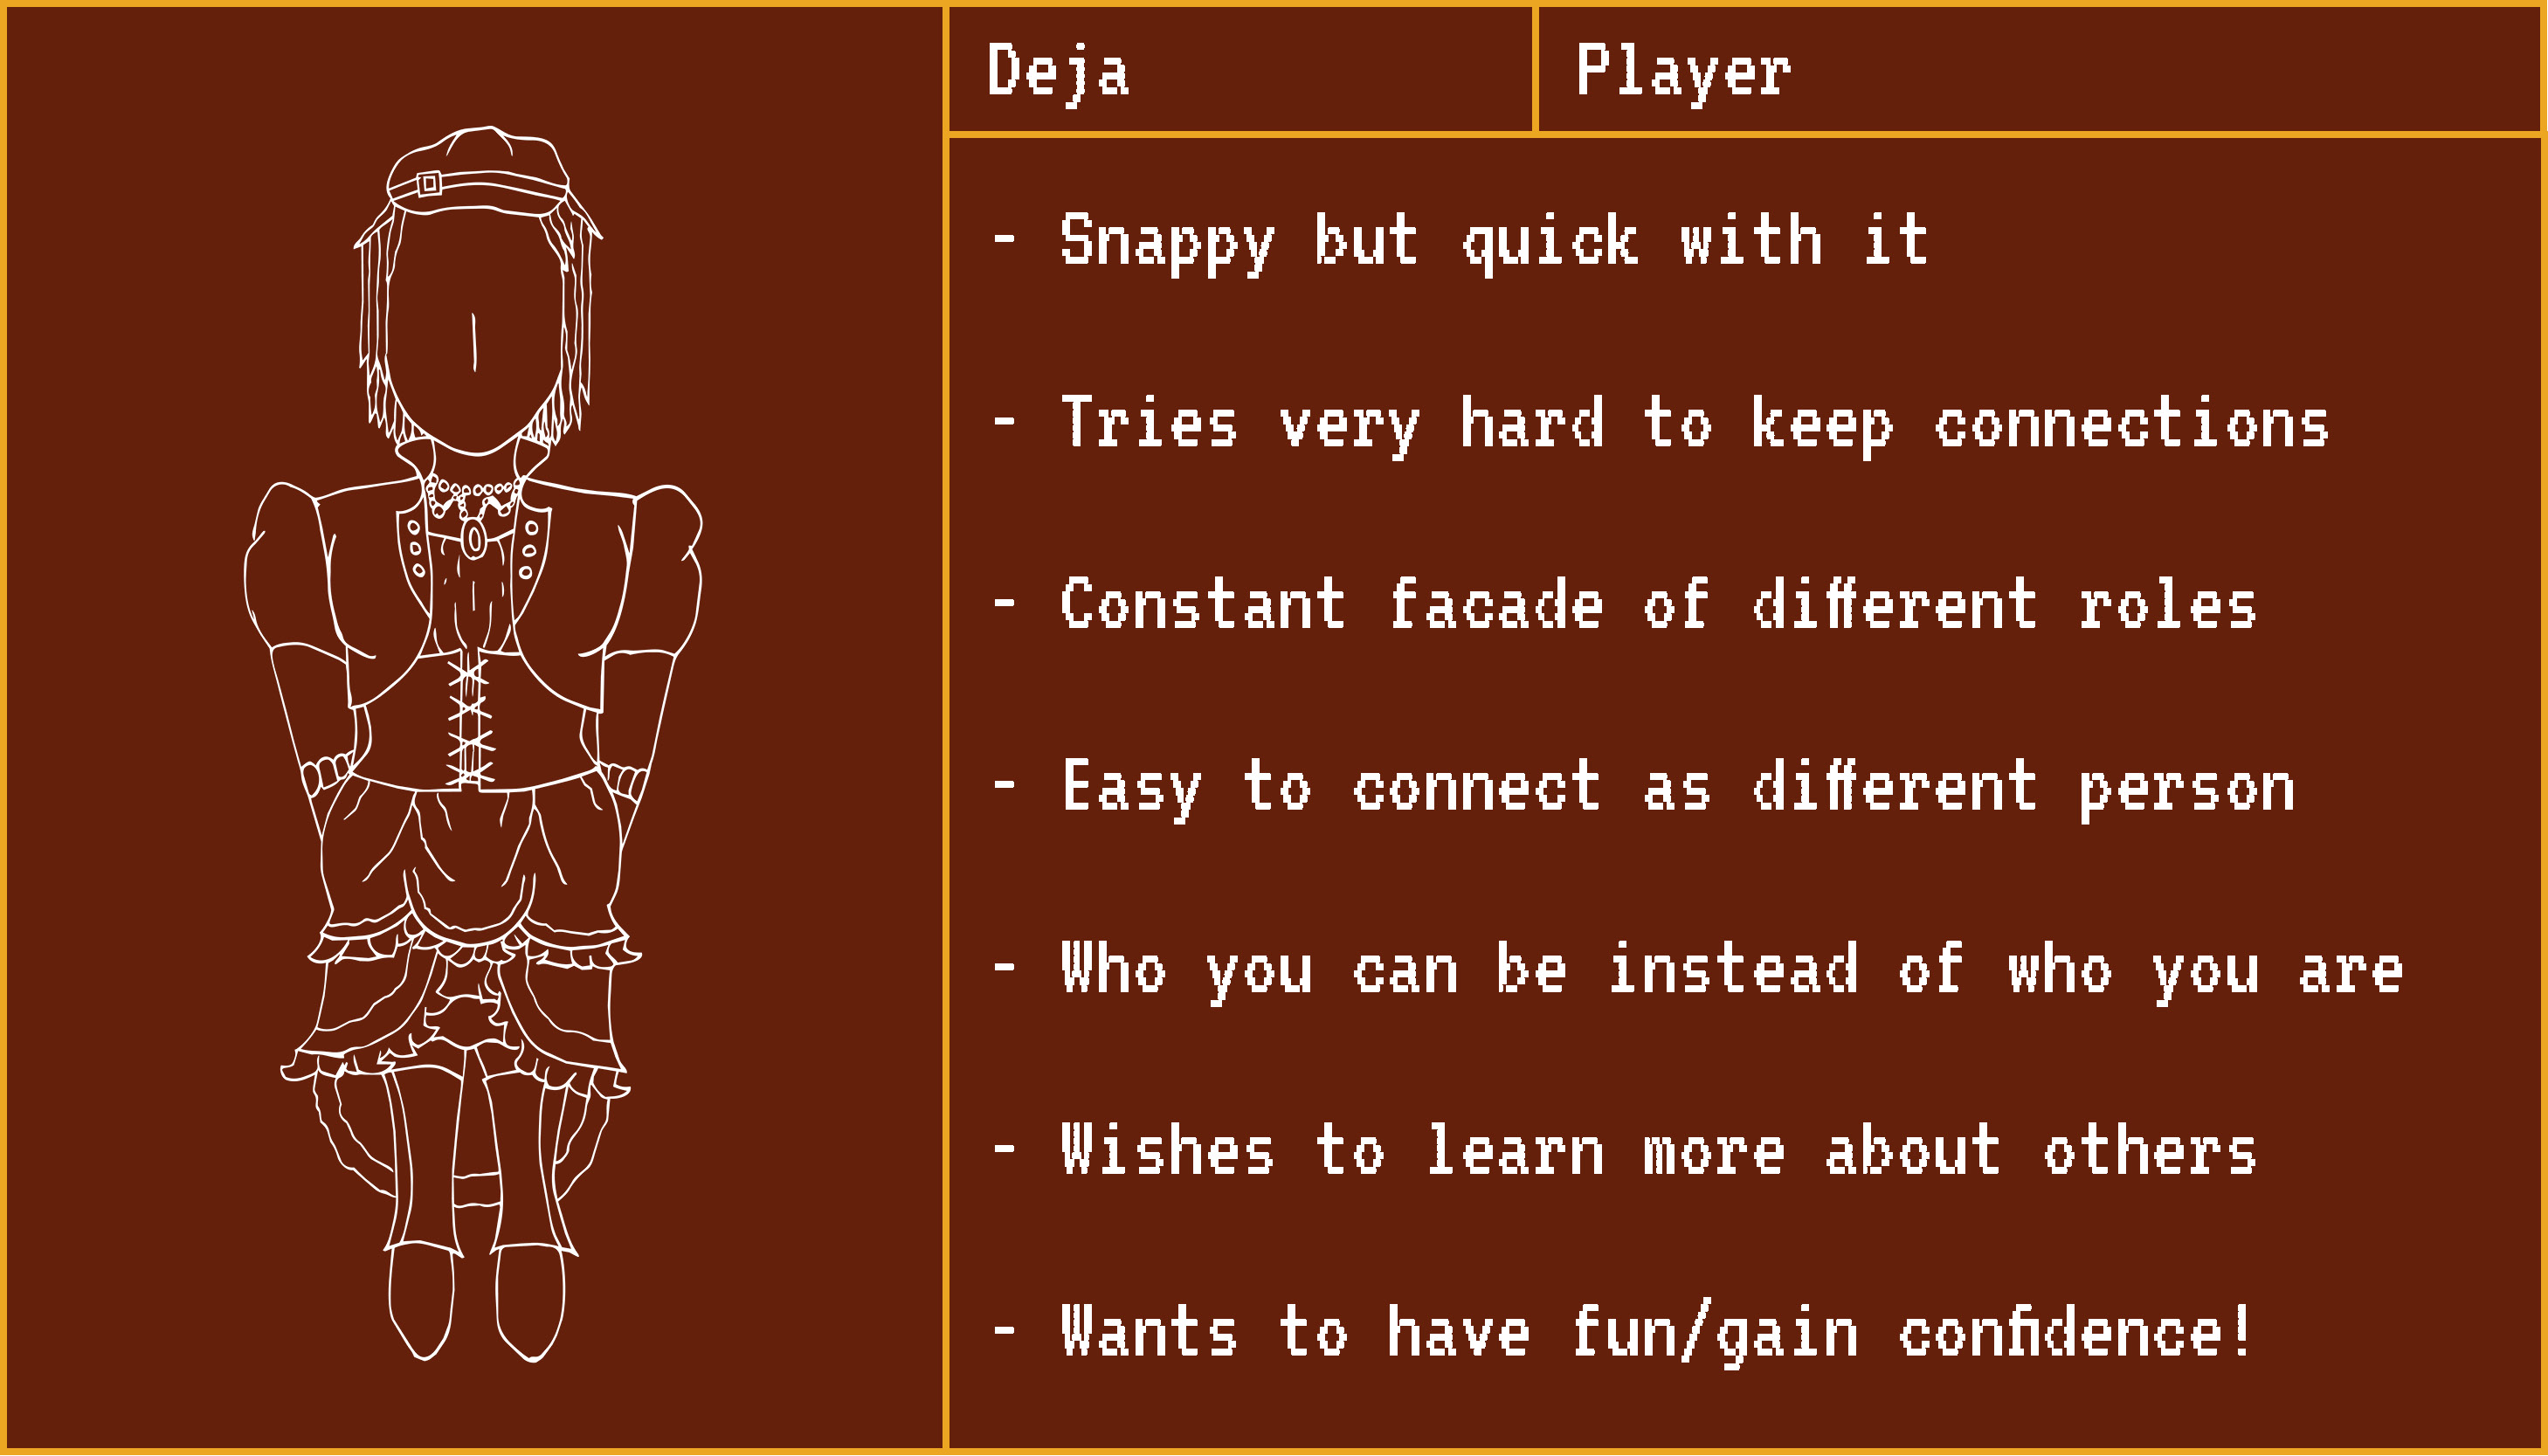 Deja
Player
- Snappy but quick with it
- Tries very hard to keep connections
- Constant facade of different roles
- Easy to connect as different person
- Who you can be instead of who you are
- Wishes to learn more about others
- Wants to have fun/gain confidence!